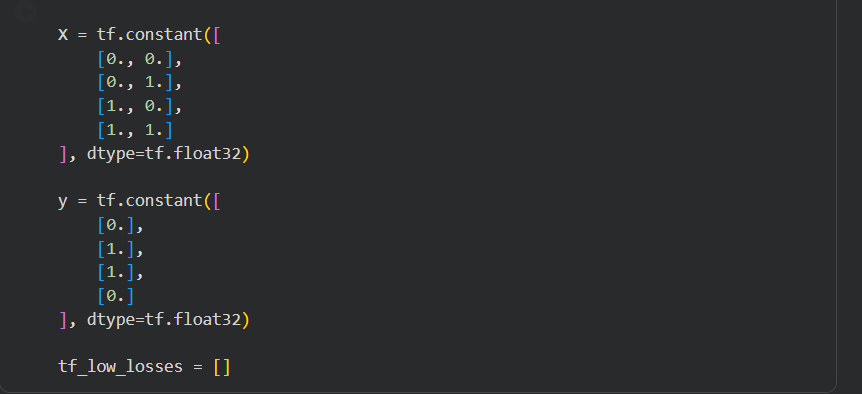 X = tf.constant([
    [0., 0.],
    [0., 1.],
    [1., 0.],
    [1., 1.]
], dtype=tf.float32)

y = tf.constant([
    [0.],
    [1.],
    [1.],
    [0.]
], dtype=tf.float32)

tf_low_losses = []